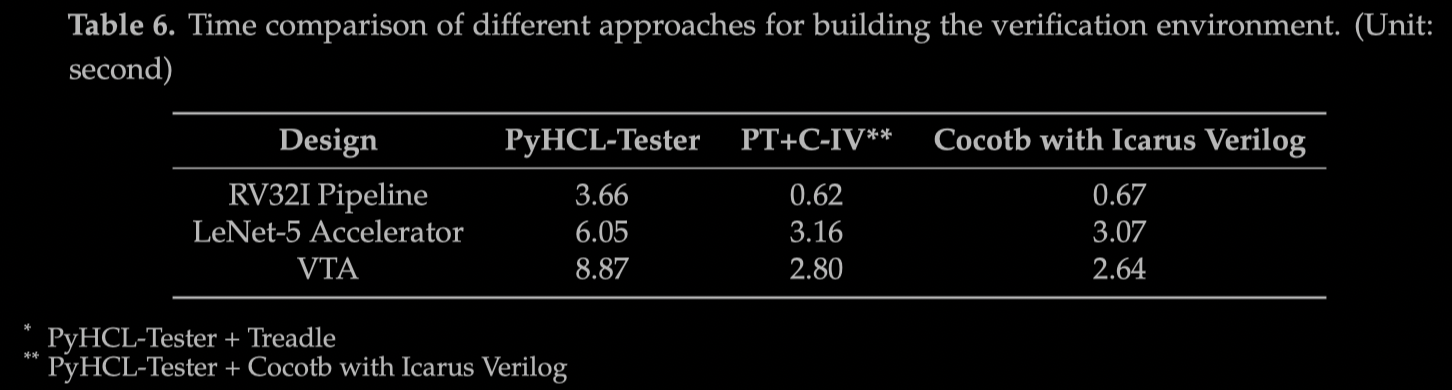 Table 6. Time comparison of different approaches for building the verification environment. (Unit:
second)
Design PyHCL-Tester PT+C-IV** Cocotb with Icarus Verilog
RV32I Pipeline 3.66 0.62 0.67
LeNet-5 Accelerator 6.05 3.16 3.07
VTA 8.87 2.80 2.64
* PyHCL-Tester + Treadle
** PyHCL-Tester + Cocotb with Icarus Verilog